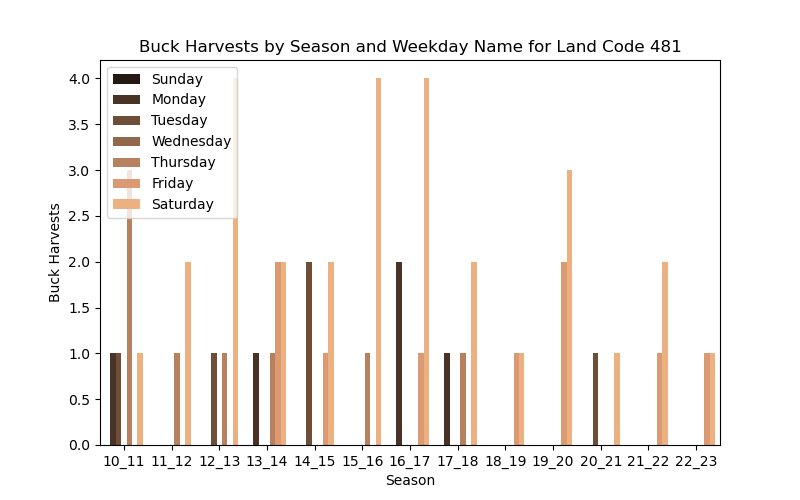 Buck Harvests by Season and Weekday Name for Land Code 481
4.0
3.5
3.0
2.5
2.0
1.5
1.0
0.5
0.0
Buck Harvests
Sunday
Monday
Tuesday
Wednesday
Thursday
Friday
Saturday
10_11 11_12 12_13 13_14 14_15 15_16 16_17 17_18 18_19 19_20 20_21 21_22 22_23
Season